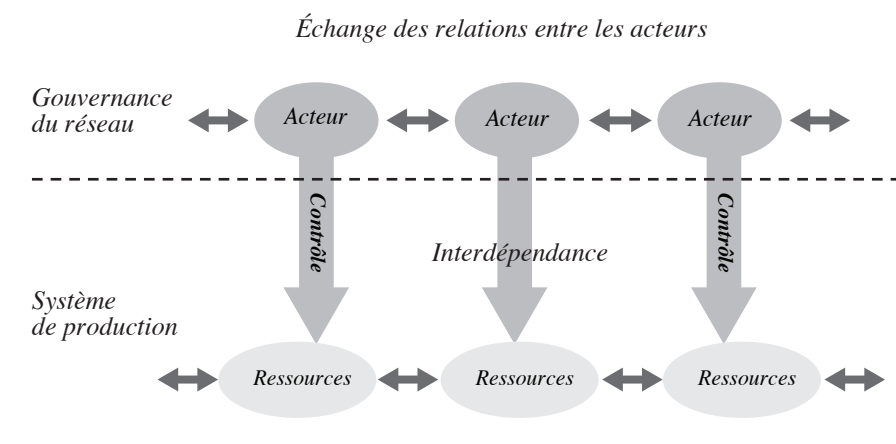 Échange des relations entre les acteurs
Gouvernance
du réseau
Acteur
Acteur
Acteur
Contrôle
Contrôle
Interdépendance
Système
de production
Ressources
Ressources
Ressources